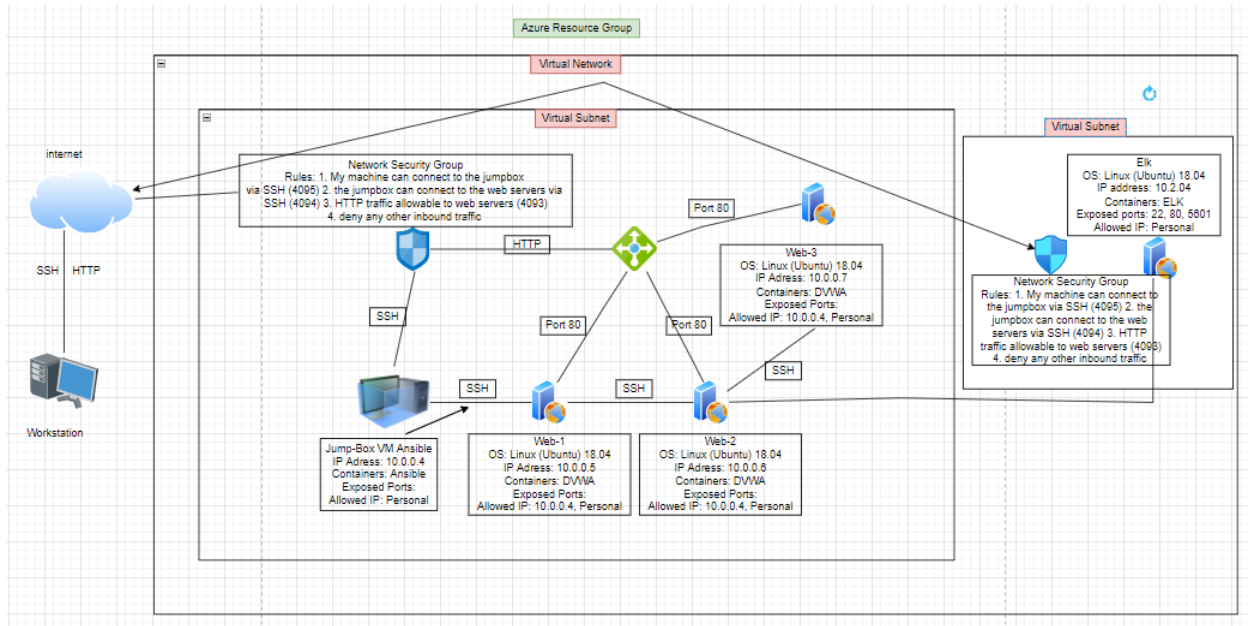 Azure Resource Group
Virtual Network
Virtual Subnet
Virtual Subnet
internet
Network Security Group
Rules: 1. My machine can connect to the jumpbox
via SSH (4095) 2. the jumpbox can connect to the web servers via
SSH (4094) 3. HTTP traffic allowable to web servers (4093)
4. deny any other inbound traffic
Elk
OS: Linux (Ubuntu) 18.04
IP address: 10.2.04
Containers: ELK
Exposed ports: 22, 80, 5601
Allowed IP: Personal
Port 80
HTTP
SSH
HTTP
Web-3
OS: Linux (Ubuntu) 18.04
IP Adress: 10.0.0.7
Containers: DVWA
Exposed Ports:
Allowed IP: 10.0.0.4, Personal
Network Security Group
Rules: 1. My machine can connect to
the jumpbox via SSH (4095) 2. the
jumpbox can connect to the web
servers via SSH (4094) 3. HTTP
traffic allowable to web servers (4093)
4. deny any other inbound traffic
SSH
Port 80
Port 80
SSH
SSH
SSH
Workstation
Jump-Box VM Ansible
IP Adress: 10.0.0.4
Containers: Ansible
Exposed Ports:
Allowed IP: Personal
Web-1
OS: Linux (Ubuntu) 18.04
IP Adress: 10.0.0.5
Containers: DVWA
Exposed Ports:
Allowed IP: 10.0.0.4, Personal
Web-2
OS: Linux (Ubuntu) 18.04
IP Adress: 10.0.0.6
Containers: DVWA
Exposed Ports:
Allowed IP: 10.0.0.4, Personal